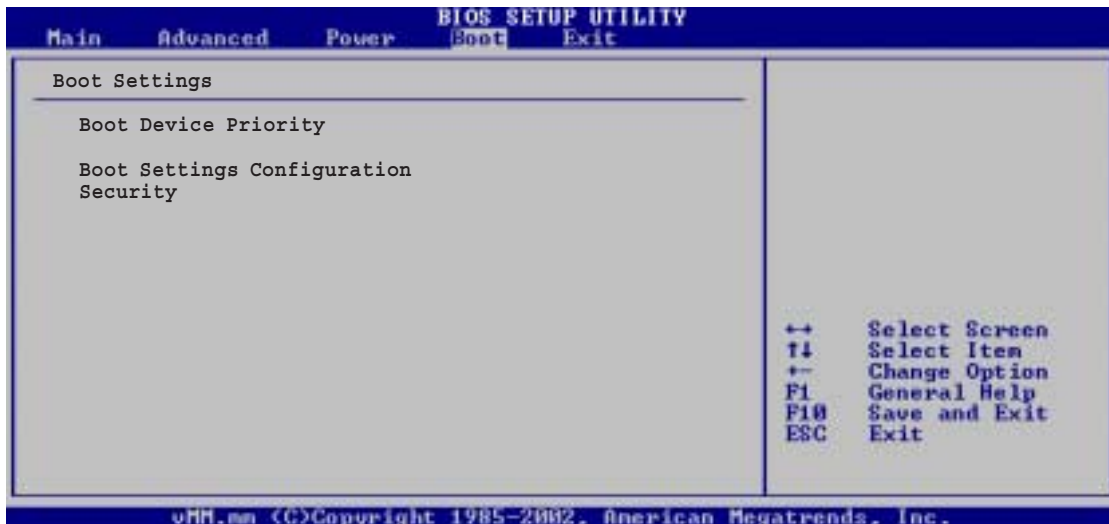 BIOS SETUP UTILITY
Main Advanced Power Boot Exit
Boot Settings
Boot Device Priority
Boot Settings Configuration
Security
↔ Select Screen
↑↓ Select Item
+- Change Option
F1 General Help
F10 Save and Exit
ESC Exit
vMM.mm (C)Copyright 1985-2002, American Megatrends, Inc.